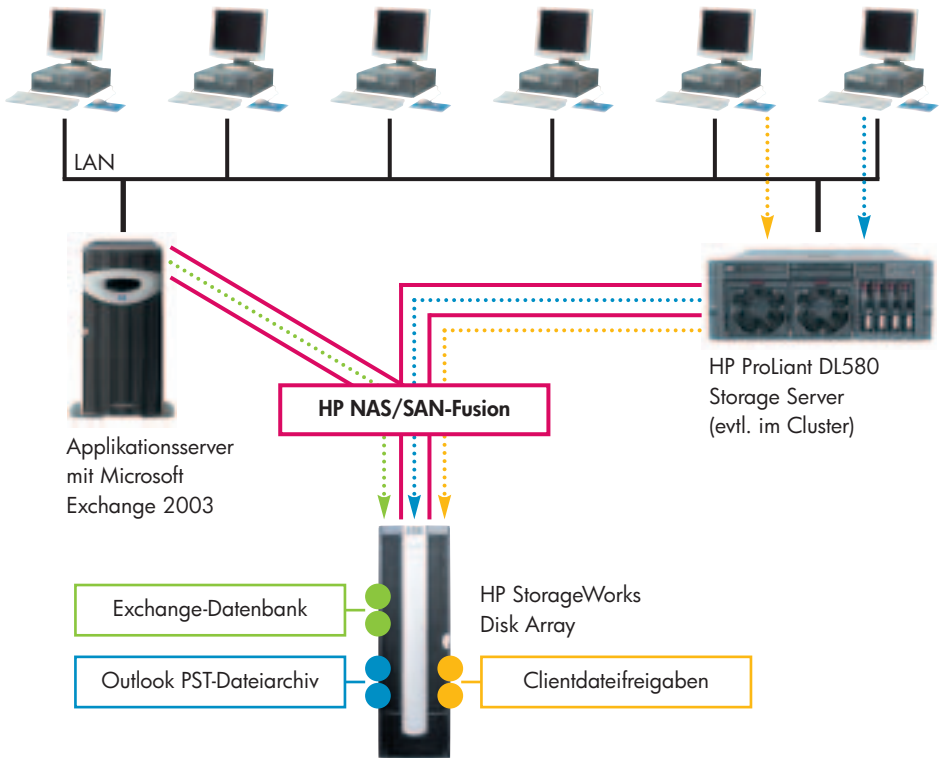 LAN
HP ProLiant DL580
Storage Server
(evtl. im Cluster)
HP NAS/SAN-Fusion
Applikationsserver
mit Microsoft
Exchange 2003
Exchange-Datenbank
HP StorageWorks
Disk Array
Outlook PST-Dateiarchiv
Clientdateifreigaben